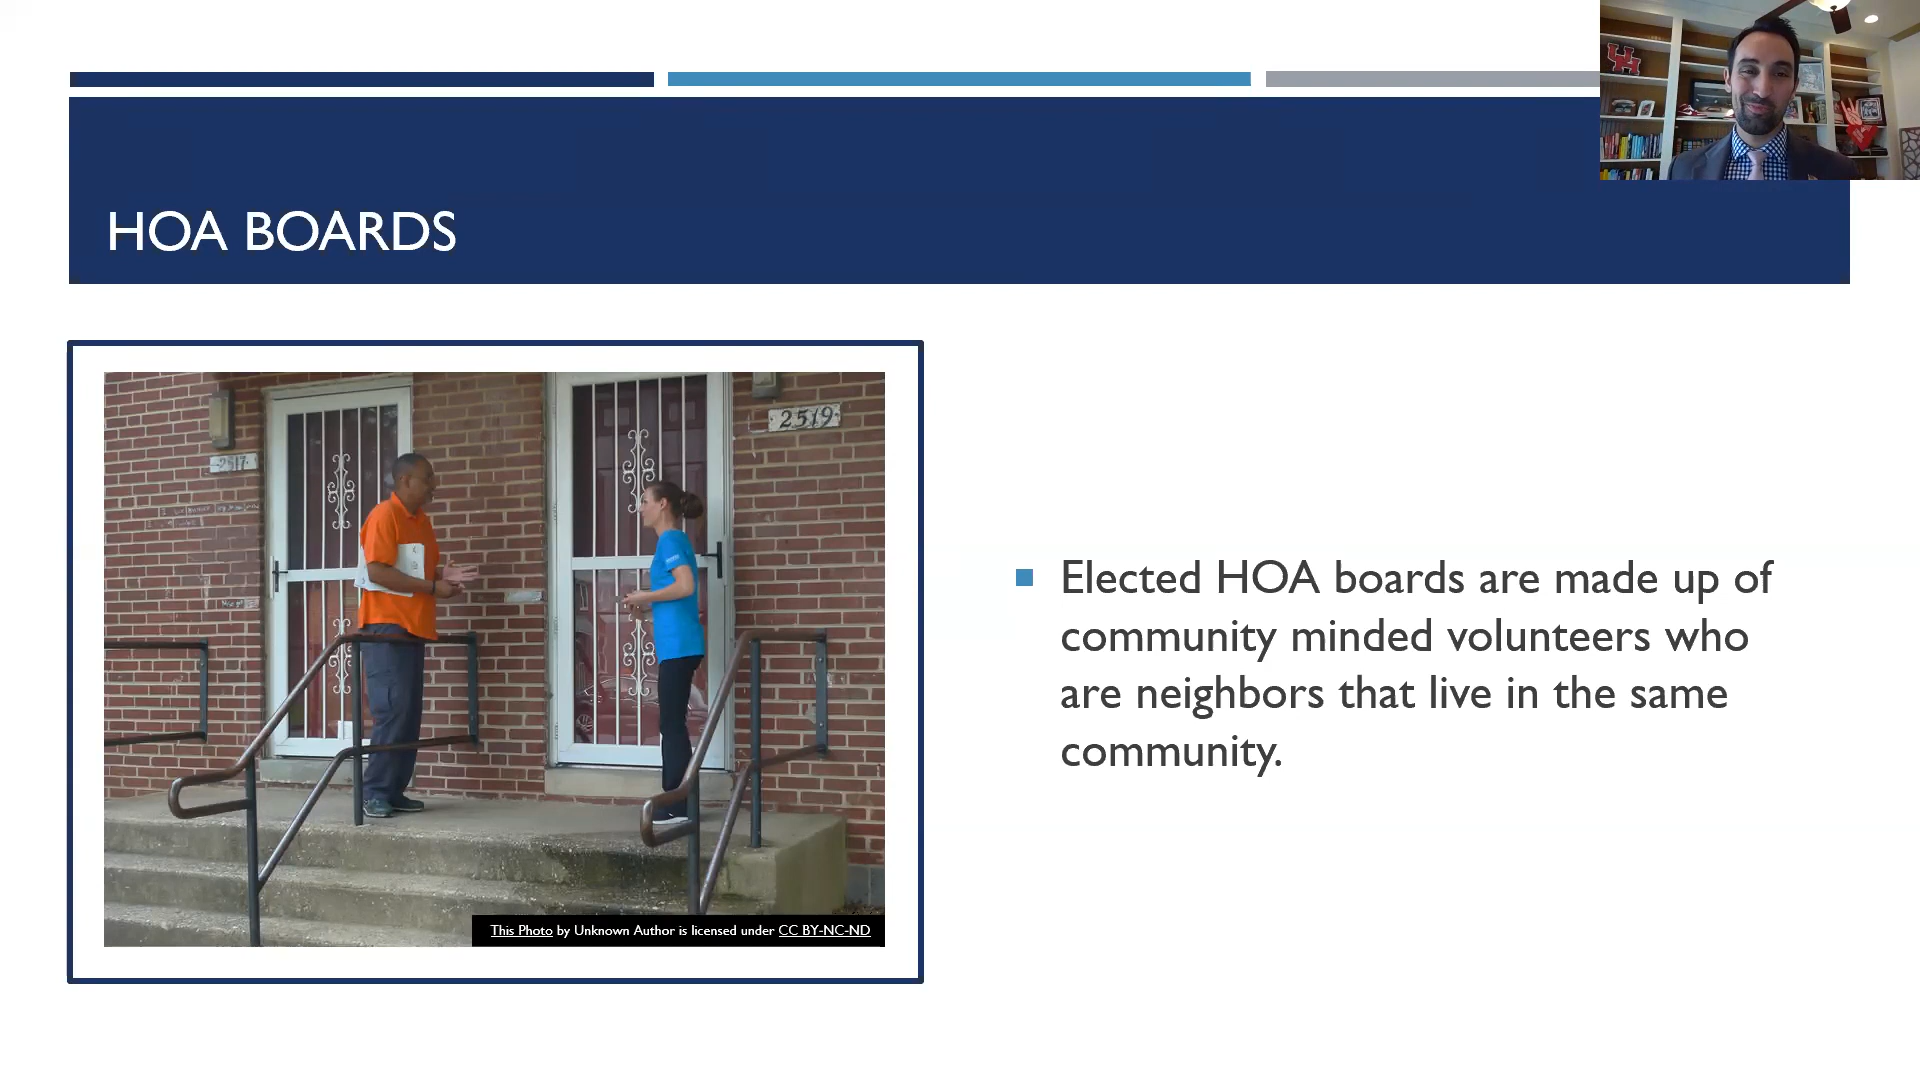 HOA BOARDS
2517
2519
Elected HOA boards are made up of
community minded volunteers who
are neighbors that live in the same
community.
This Photo by Unknown Author is licensed under CC BY-NC-ND